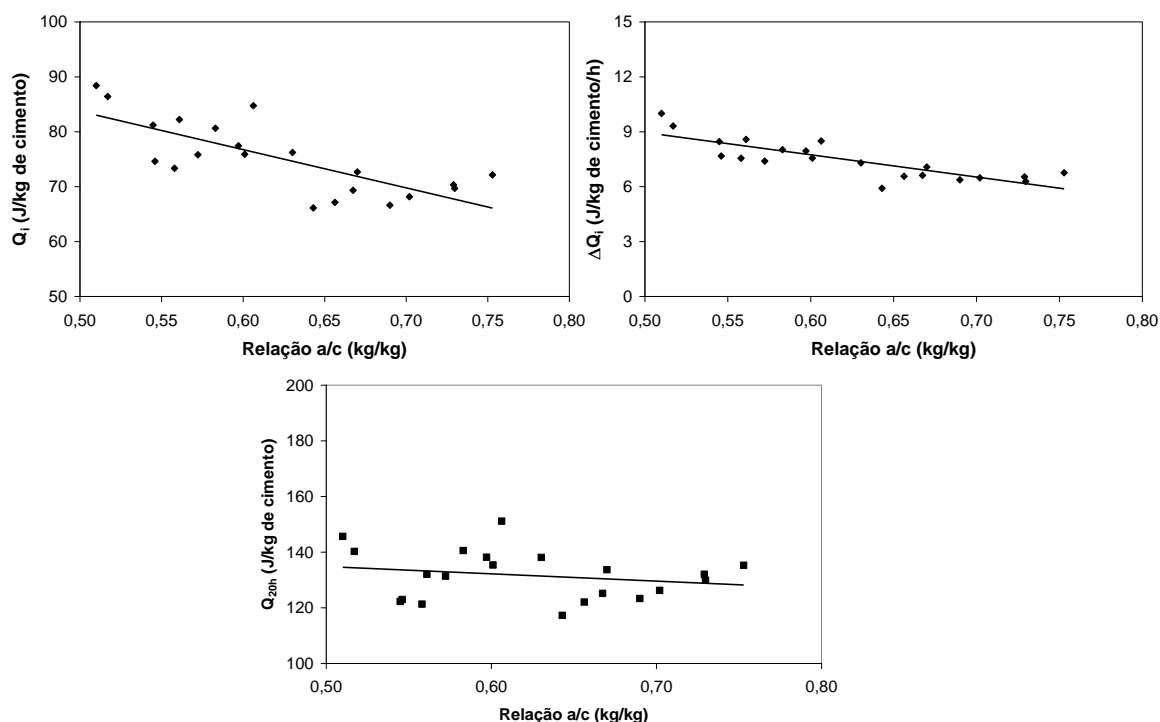 100
90
80
70
60
50
Qi (J/kg de cimento)
0,50 0,55 0,60 0,65 0,70 0,75 0,80
Relação a/c (kg/kg)
15
12
9
6
3
0
ΔQi (J/kg de cimento/h)
0,50 0,55 0,60 0,65 0,70 0,75 0,80
Relação a/c (kg/kg)
200
180
160
140
120
100
Q20h (J/kg de cimento)
0,50 0,60 0,70 0,80
Relação a/c (kg/kg)